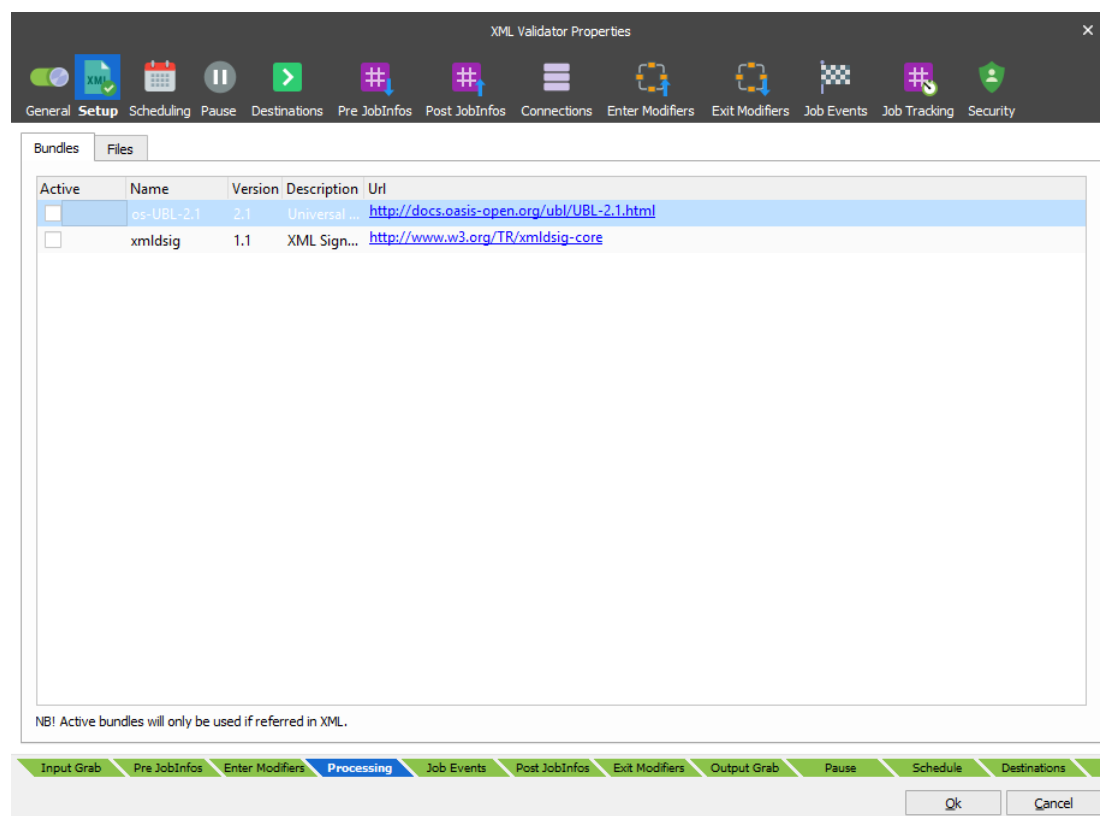 XML Validator Properties
General Setup Scheduling Pause Destinations Pre JobInfos Post JobInfos Connections Enter Modifiers Exit Modifiers Job Events Job Tracking Security
Bundles Files
Active Name Version Description Url
os-UBL-2.1 2.1 Universal ... http://docs.oasis-open.org/ubl/UBL-2.1.html
xmldsig 1.1 XML Sign... http://www.w3.org/TR/xmldsig-core
NB! Active bundles will only be used if referred in XML.
Input Grab Pre JobInfos Enter Modifiers Processing Job Events Post JobInfos Exit Modifiers Output Grab Pause Schedule Destinations
Ok Cancel